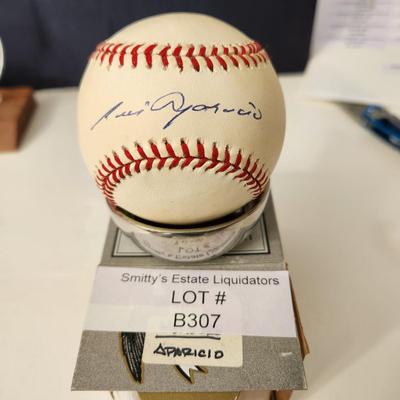 Luis Aparicio
Smitty's Estate Liquidators
LOT #
B307
APARICIO